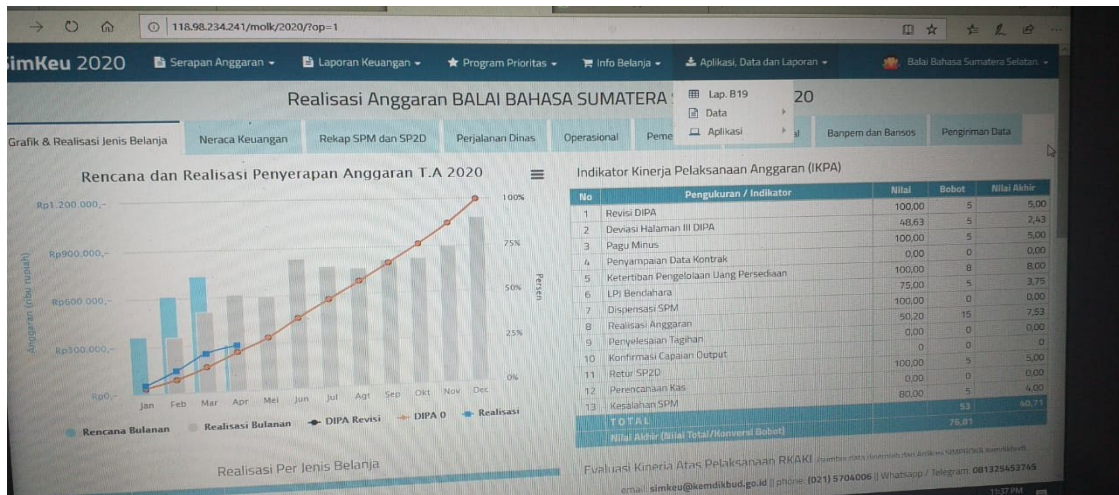 118.98.234.241/molk/2020/?op=1
SimKeu 2020
Serapan Anggaran
Laporan Keuangan
Program Prioritas
Info Belanja
Aplikasi, Data dan Laporan
Balai Bahasa Sumatera Selatan
Realisasi Anggaran BALAI BAHASA SUMATERA
20
Lap. B19
Data
Aplikasi
Grafik & Realisasi Jenis Belanja
Neraca Keuangan
Rekap SPM dan SP2D
Perjalanan Dinas
Operasional
Peme
al
Banpem dan Bansos
Pengiriman Data
Rencana dan Realisasi Penyerapan Anggaran T.A 2020
Rp1.200.000,-
Rp900.000,-
Rp600.000,-
Rp300.000,-
Rp0,-
Anggaran (ribu rupiah)
100%
75%
50%
25%
0%
Persen
Jan Feb Mar Apr Mei Jun Jul Agt Sep Okt Nov Dec
Rencana Bulanan
Realisasi Bulanan
DIPA Revisi
DIPA 0
Realisasi
Realisasi Per Jenis Belanja
Indikator Kinerja Pelaksanaan Anggaran (IKPA)
No Pengukuran / Indikator Nilai Bobot Nilai Akhir
1 Revisi DIPA 100,00 5 5,00
2 Deviasi Halaman III DIPA 48,63 5 2,43
3 Pagu Minus 100,00 5 5,00
4 Penyampaian Data Kontrak 0,00 0 0,00
5 Ketertiban Pengelolaan Uang Persediaan 100,00 8 8,00
6 LPJ Bendahara 75,00 5 3,75
7 Dispensasi SPM 100,00 0 0,00
8 Realisasi Anggaran 50,20 15 7,53
9 Penyelesaian Tagihan 0,00 0 0,00
10 Konfirmasi Capaian Output 0 0 0
11 Retur SP2D 100,00 5 5,00
12 Perencanaan Kas 0,00 0 0,00
13 Kesalahan SPM 80,00 5 4,00
TOTAL 53 40,71
Nilai Akhir (Nilai Total/Konversi Bobot) 76,81
Evaluasi Kinerja Atas Pelaksanaan RKAKL
email: simkeu@kemdikbud.go.id || phone: (021) 5704006 || Whatsapp / Telegram: 081325453745
11:37 PM